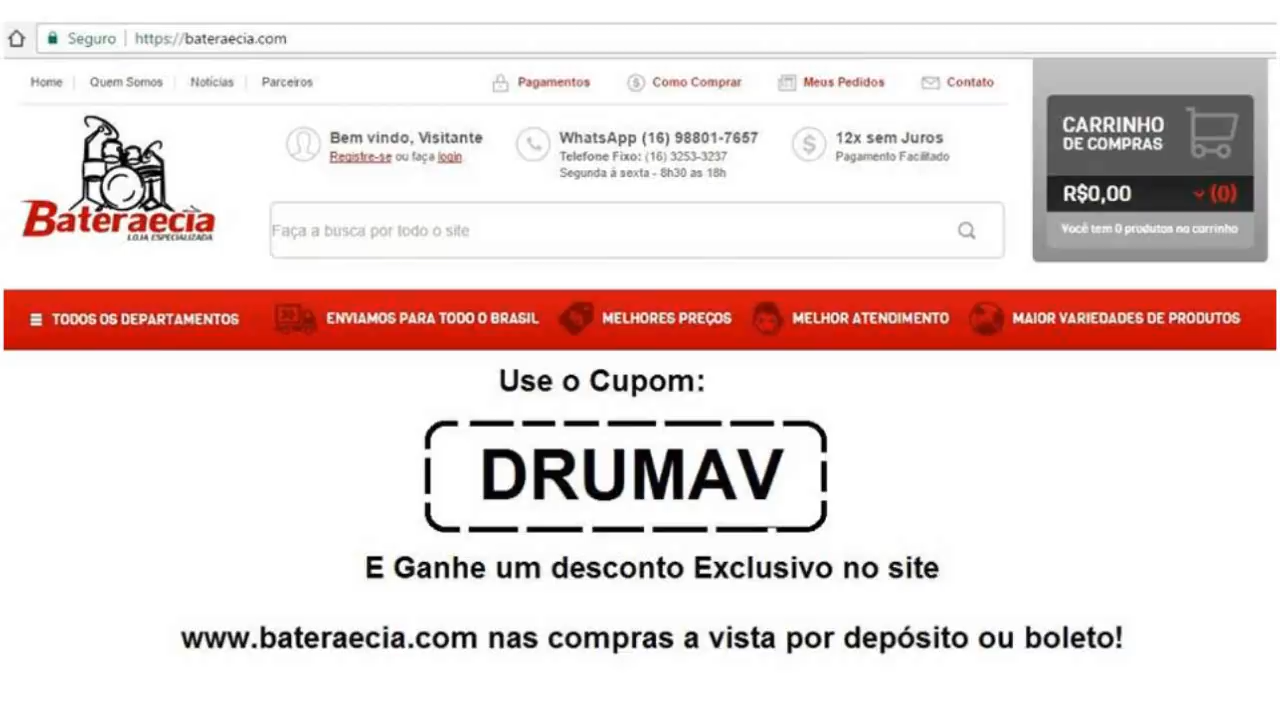 Seguro | https://bateraecia.com
Home | Quem Somos | Notícias | Parceiros
Pagamentos
Como Comprar
Meus Pedidos
Contato
Bateraecia
LOJA ESPECIALIZADA
Bem vindo, Visitante
Registre-se ou faça login
WhatsApp (16) 98801-7657
Telefone Fixo: (16) 3253-3237
Segunda à sexta - 8h30 as 18h
12x sem Juros
Pagamento Facilitado
CARRINHO
DE COMPRAS
R$0,00 (0)
Você tem 0 produtos no carrinho
Faça a busca por todo o site
TODOS OS DEPARTAMENTOS
ENVIAMOS PARA TODO O BRASIL
MELHORES PREÇOS
MELHOR ATENDIMENTO
MAIOR VARIEDADES DE PRODUTOS
Use o Cupom:
DRUMAV
E Ganhe um desconto Exclusivo no site
www.bateraecia.com nas compras a vista por depósito ou boleto!